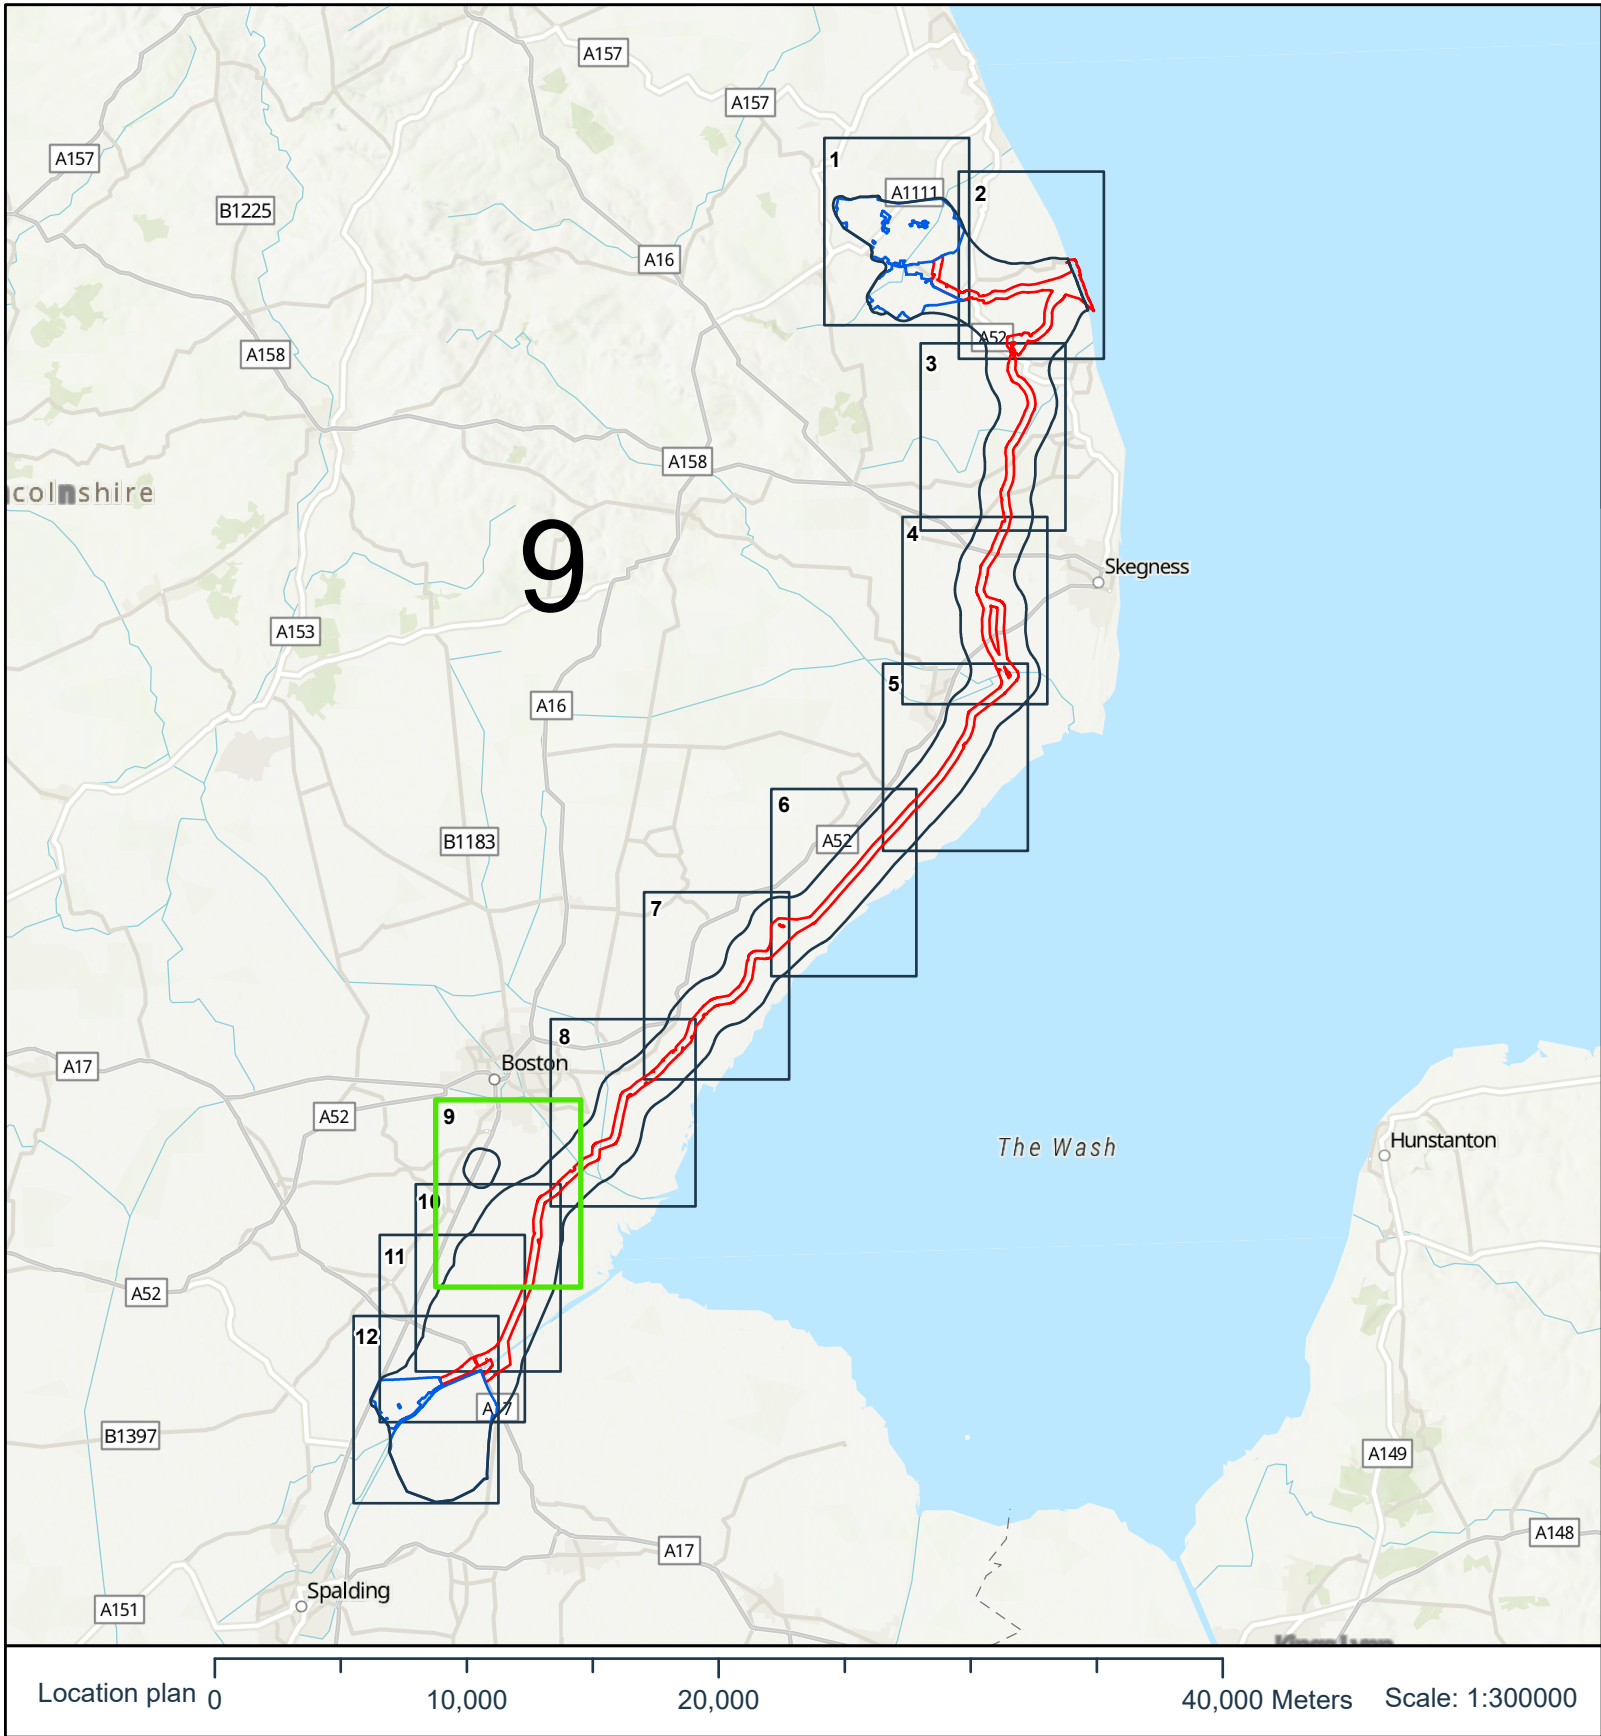 A157
A157
A157
1
A1111
2
B1225
A16
A52
A158
3
A158
colnshire
4
9
Skegness
A153
5
A16
6
A52
B1183
7
8
Boston
A17
A52
9
The Wash
Hunstanton
10
11
A52
12
A17
B1397
A149
A148
A17
Spalding
A151
Location plan 0 10,000 20,000 40,000 Meters Scale: 1:300000